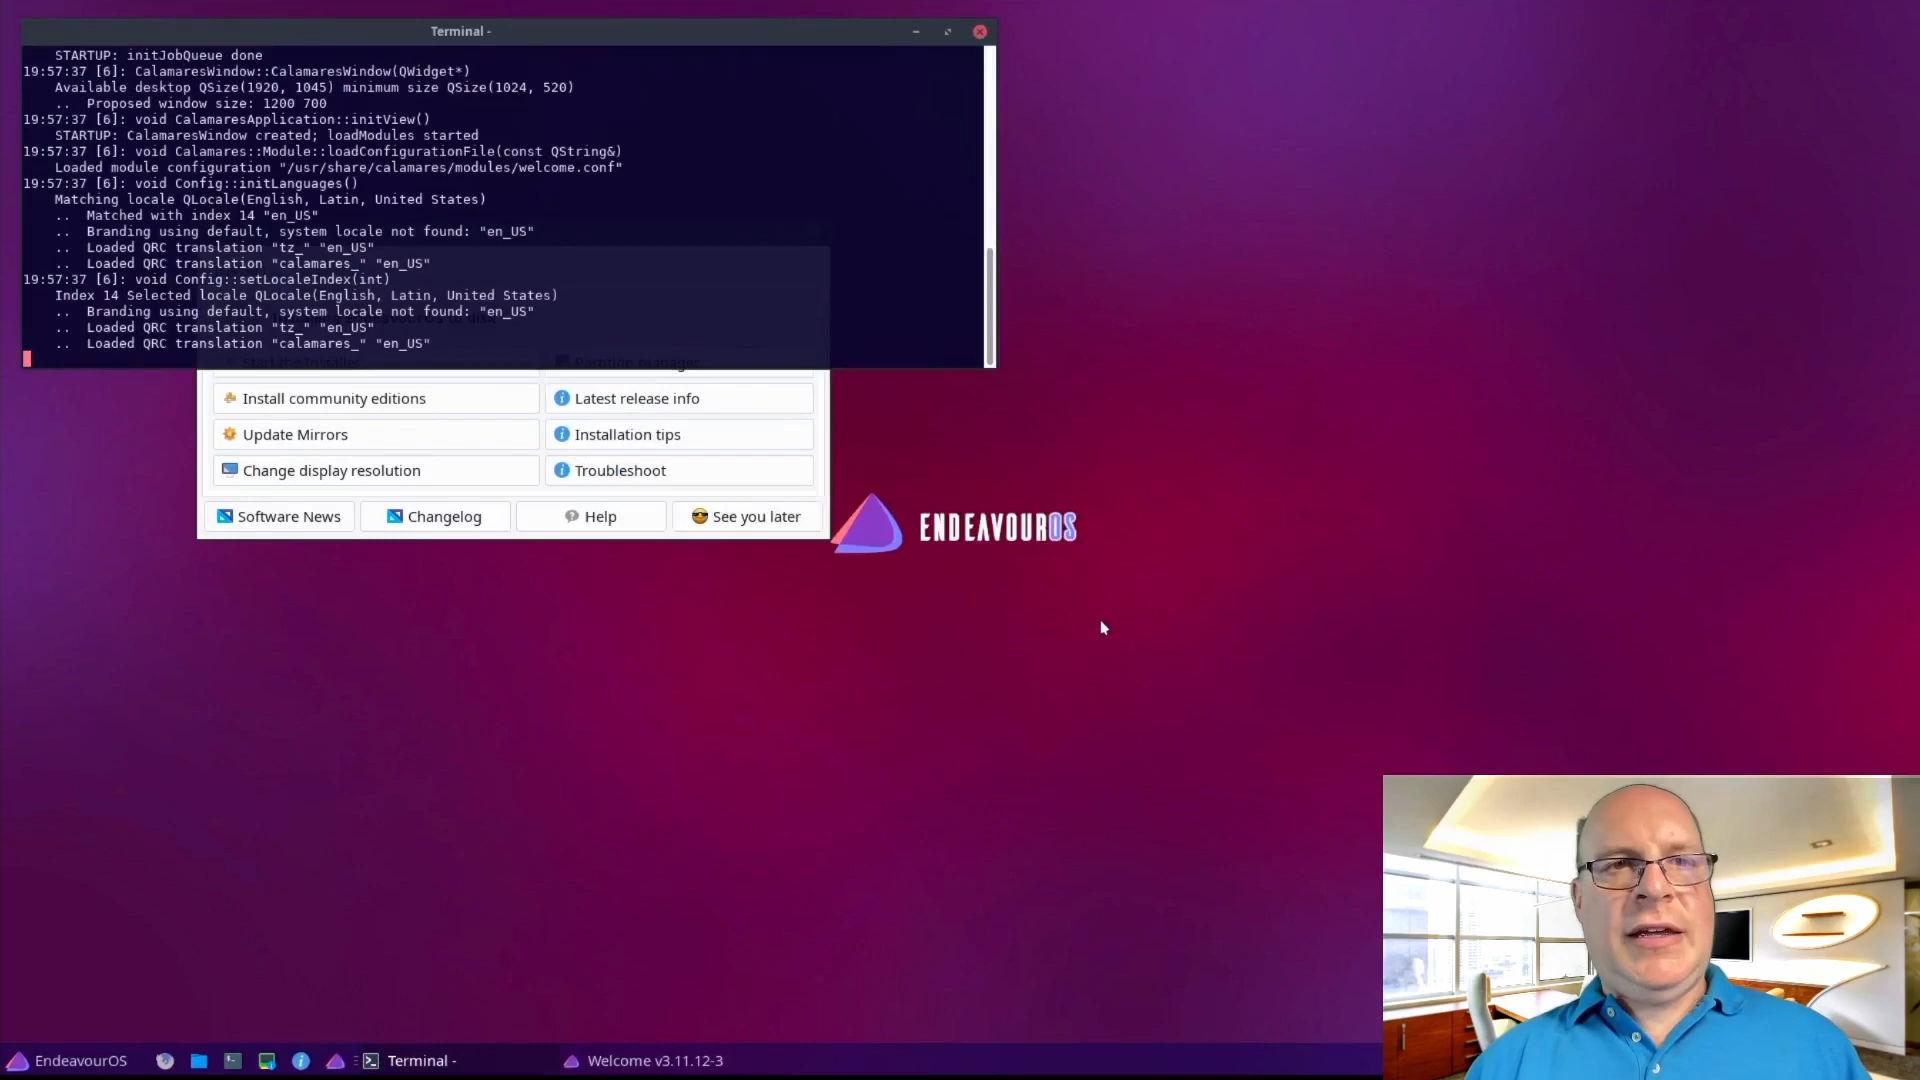 Terminal -
STARTUP: initJobQueue done
19:57:37 [6]: CalamaresWindow::CalamaresWindow(QWidget*)
Available desktop QSize(1920, 1045) minimum size QSize(1024, 520)
.. Proposed window size: 1200 700
19:57:37 [6]: void CalamaresApplication::initView()
STARTUP: CalamaresWindow created; loadModules started
19:57:37 [6]: void Calamares::Module::loadConfigurationFile(const QString&)
Loaded module configuration "/usr/share/calamares/modules/welcome.conf"
19:57:37 [6]: void Config::initLanguages()
Matching locale QLocale(English, Latin, United States)
.. Matched with index 14 "en_US"
.. Branding using default, system locale not found: "en_US"
.. Loaded QRC translation "tz_" "en_US"
.. Loaded QRC translation "calamares_" "en_US"
19:57:37 [6]: void Config::setLocaleIndex(int)
Index 14 Selected locale QLocale(English, Latin, United States)
.. Branding using default, system locale not found: "en_US"
.. Loaded QRC translation "tz_" "en_US"
.. Loaded QRC translation "calamares_" "en_US"
Start the Installer Partition manager
Install community editions Latest release info
Update Mirrors Installation tips
Change display resolution Troubleshoot
Software News Changelog Help See you later
ENDEAVOUROS
EndeavourOS Terminal - Welcome v3.11.12-3